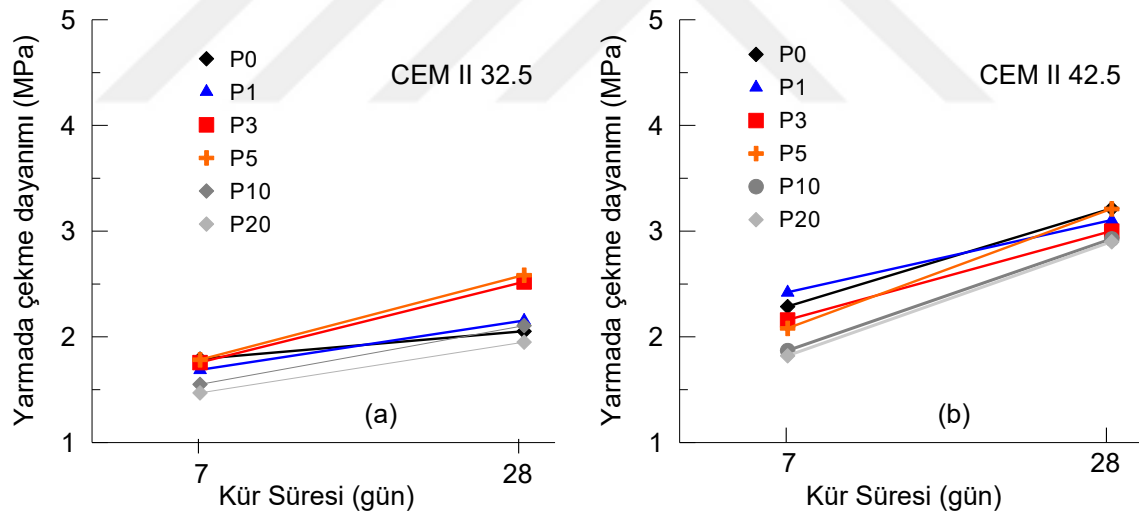 Yarmada çekme dayanımı (MPa)
5
4
3
2
1
P0
P1
P3
P5
P10
P20
CEM II 32.5
(a)
7
28
Kür Süresi (gün)
Yarmada çekme dayanımı (MPa)
5
4
3
2
1
P0
P1
P3
P5
P10
P20
CEM II 42.5
(b)
7
28
Kür Süresi (gün)